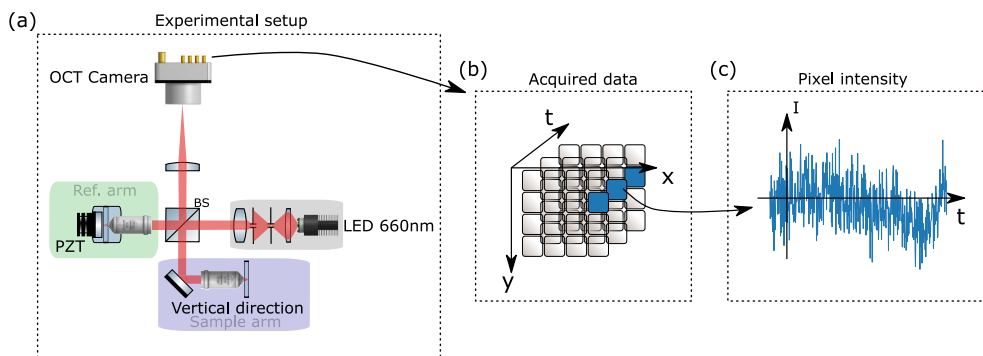 (a)
Experimental setup
OCT Camera
Ref. arm
BS
PZT
LED 660nm
Vertical direction
Sample arm
(b)
Acquired data
t
x
y
(c)
Pixel intensity
I
t